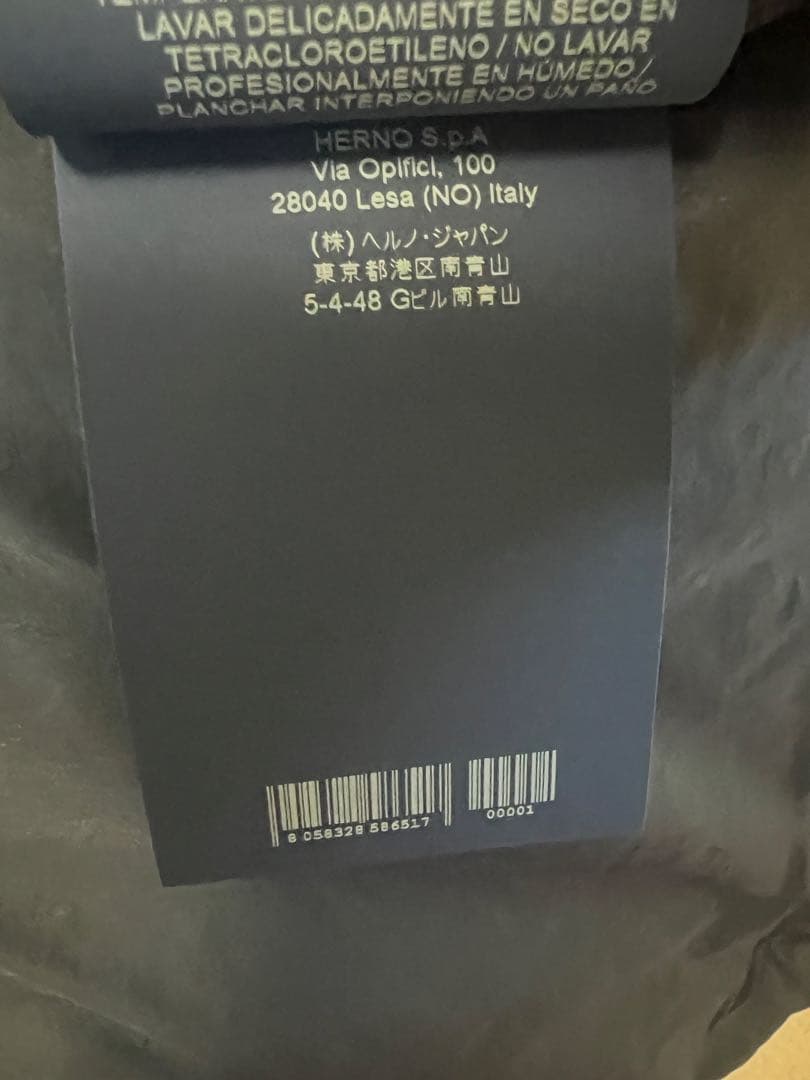 LAVAR DELICADAMENTE EN SECO EN
TETRACLOROETILENO / NO LAVAR
PROFESIONALMENTE EN HÚMEDO /
PLANCHAR INTERPONIENDO UN PAÑO
HERNO S.p.A
Via Opifici, 100
28040 Lesa (NO) Italy
(株)ヘルノ・ジャパン
東京都港区南青山
5-4-48 Gビル南青山
8 058328 586517
00001